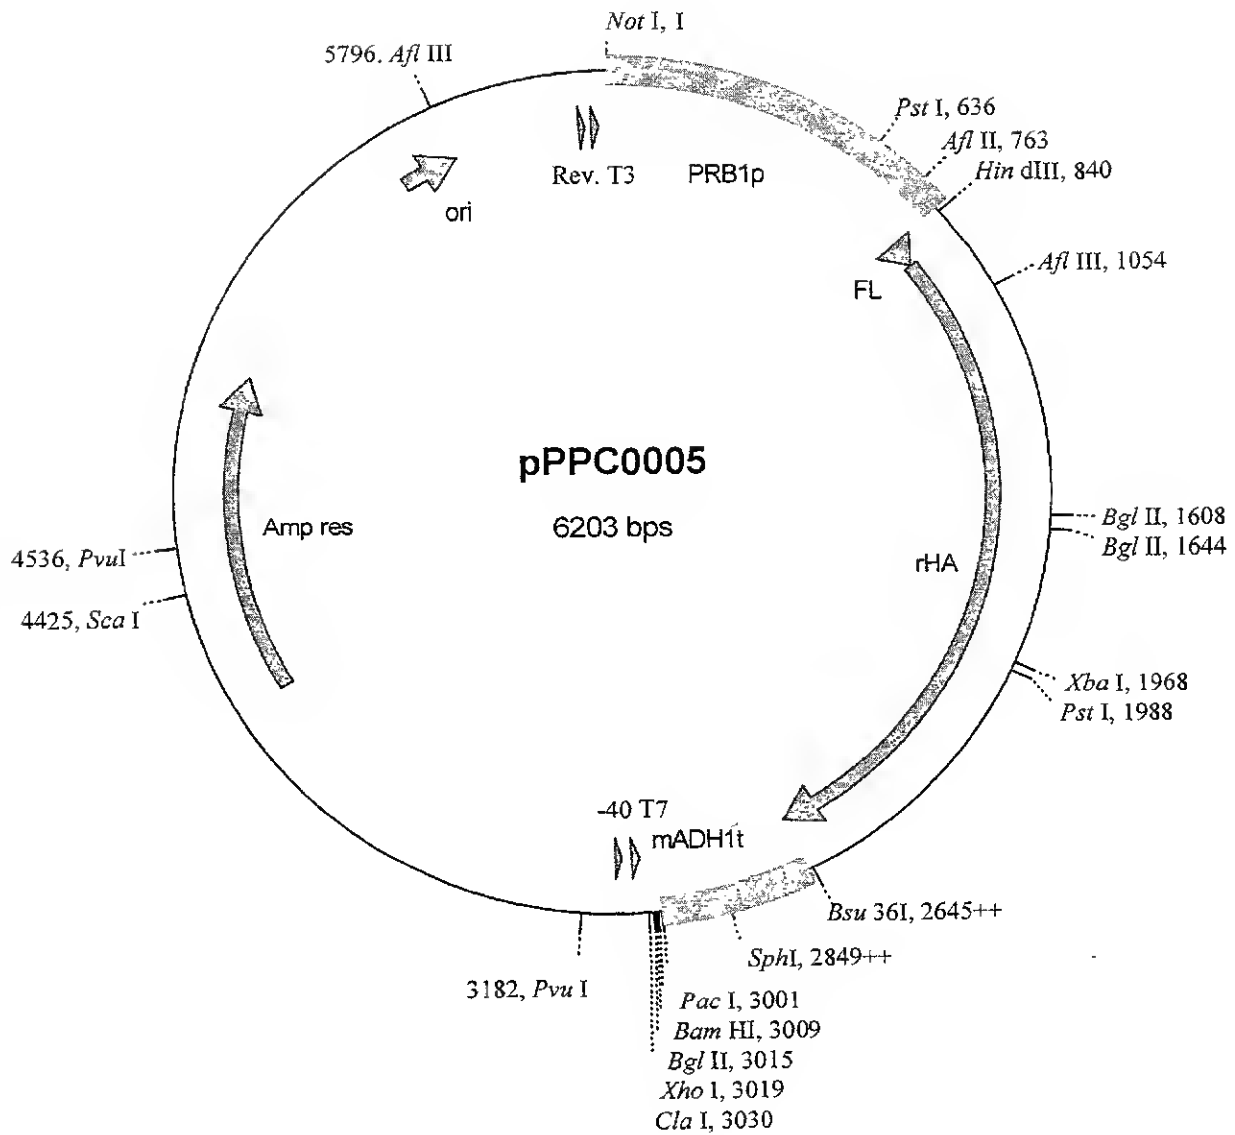 Not I, I
5796. Afl III
Pst I, 636
Afl II, 763
Hin dIII, 840
Rev. T3
PRB1p
ori
Afl III, 1054
FL
pPPC0005
6203 bps
Amp res
Bgl II, 1608
Bgl II, 1644
4536, PvuI
rHA
4425, Sca I
Xba I, 1968
Pst I, 1988
-40 T7
mADH1t
Bsu 36I, 2645++
SphI, 2849++
3182, Pvu I
Pac I, 3001
Bam HI, 3009
Bgl II, 3015
Xho I, 3019
Cla I, 3030